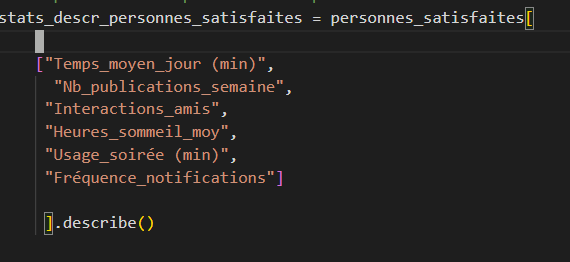 stats_descr_personnes_satisfaites = personnes_satisfaites[
["Temps_moyen_jour (min)",
"Nb_publications_semaine",
"Interactions_amis",
"Heures_sommeil_moy",
"Usage_soirée (min)",
"Fréquence_notifications"]
].describe()